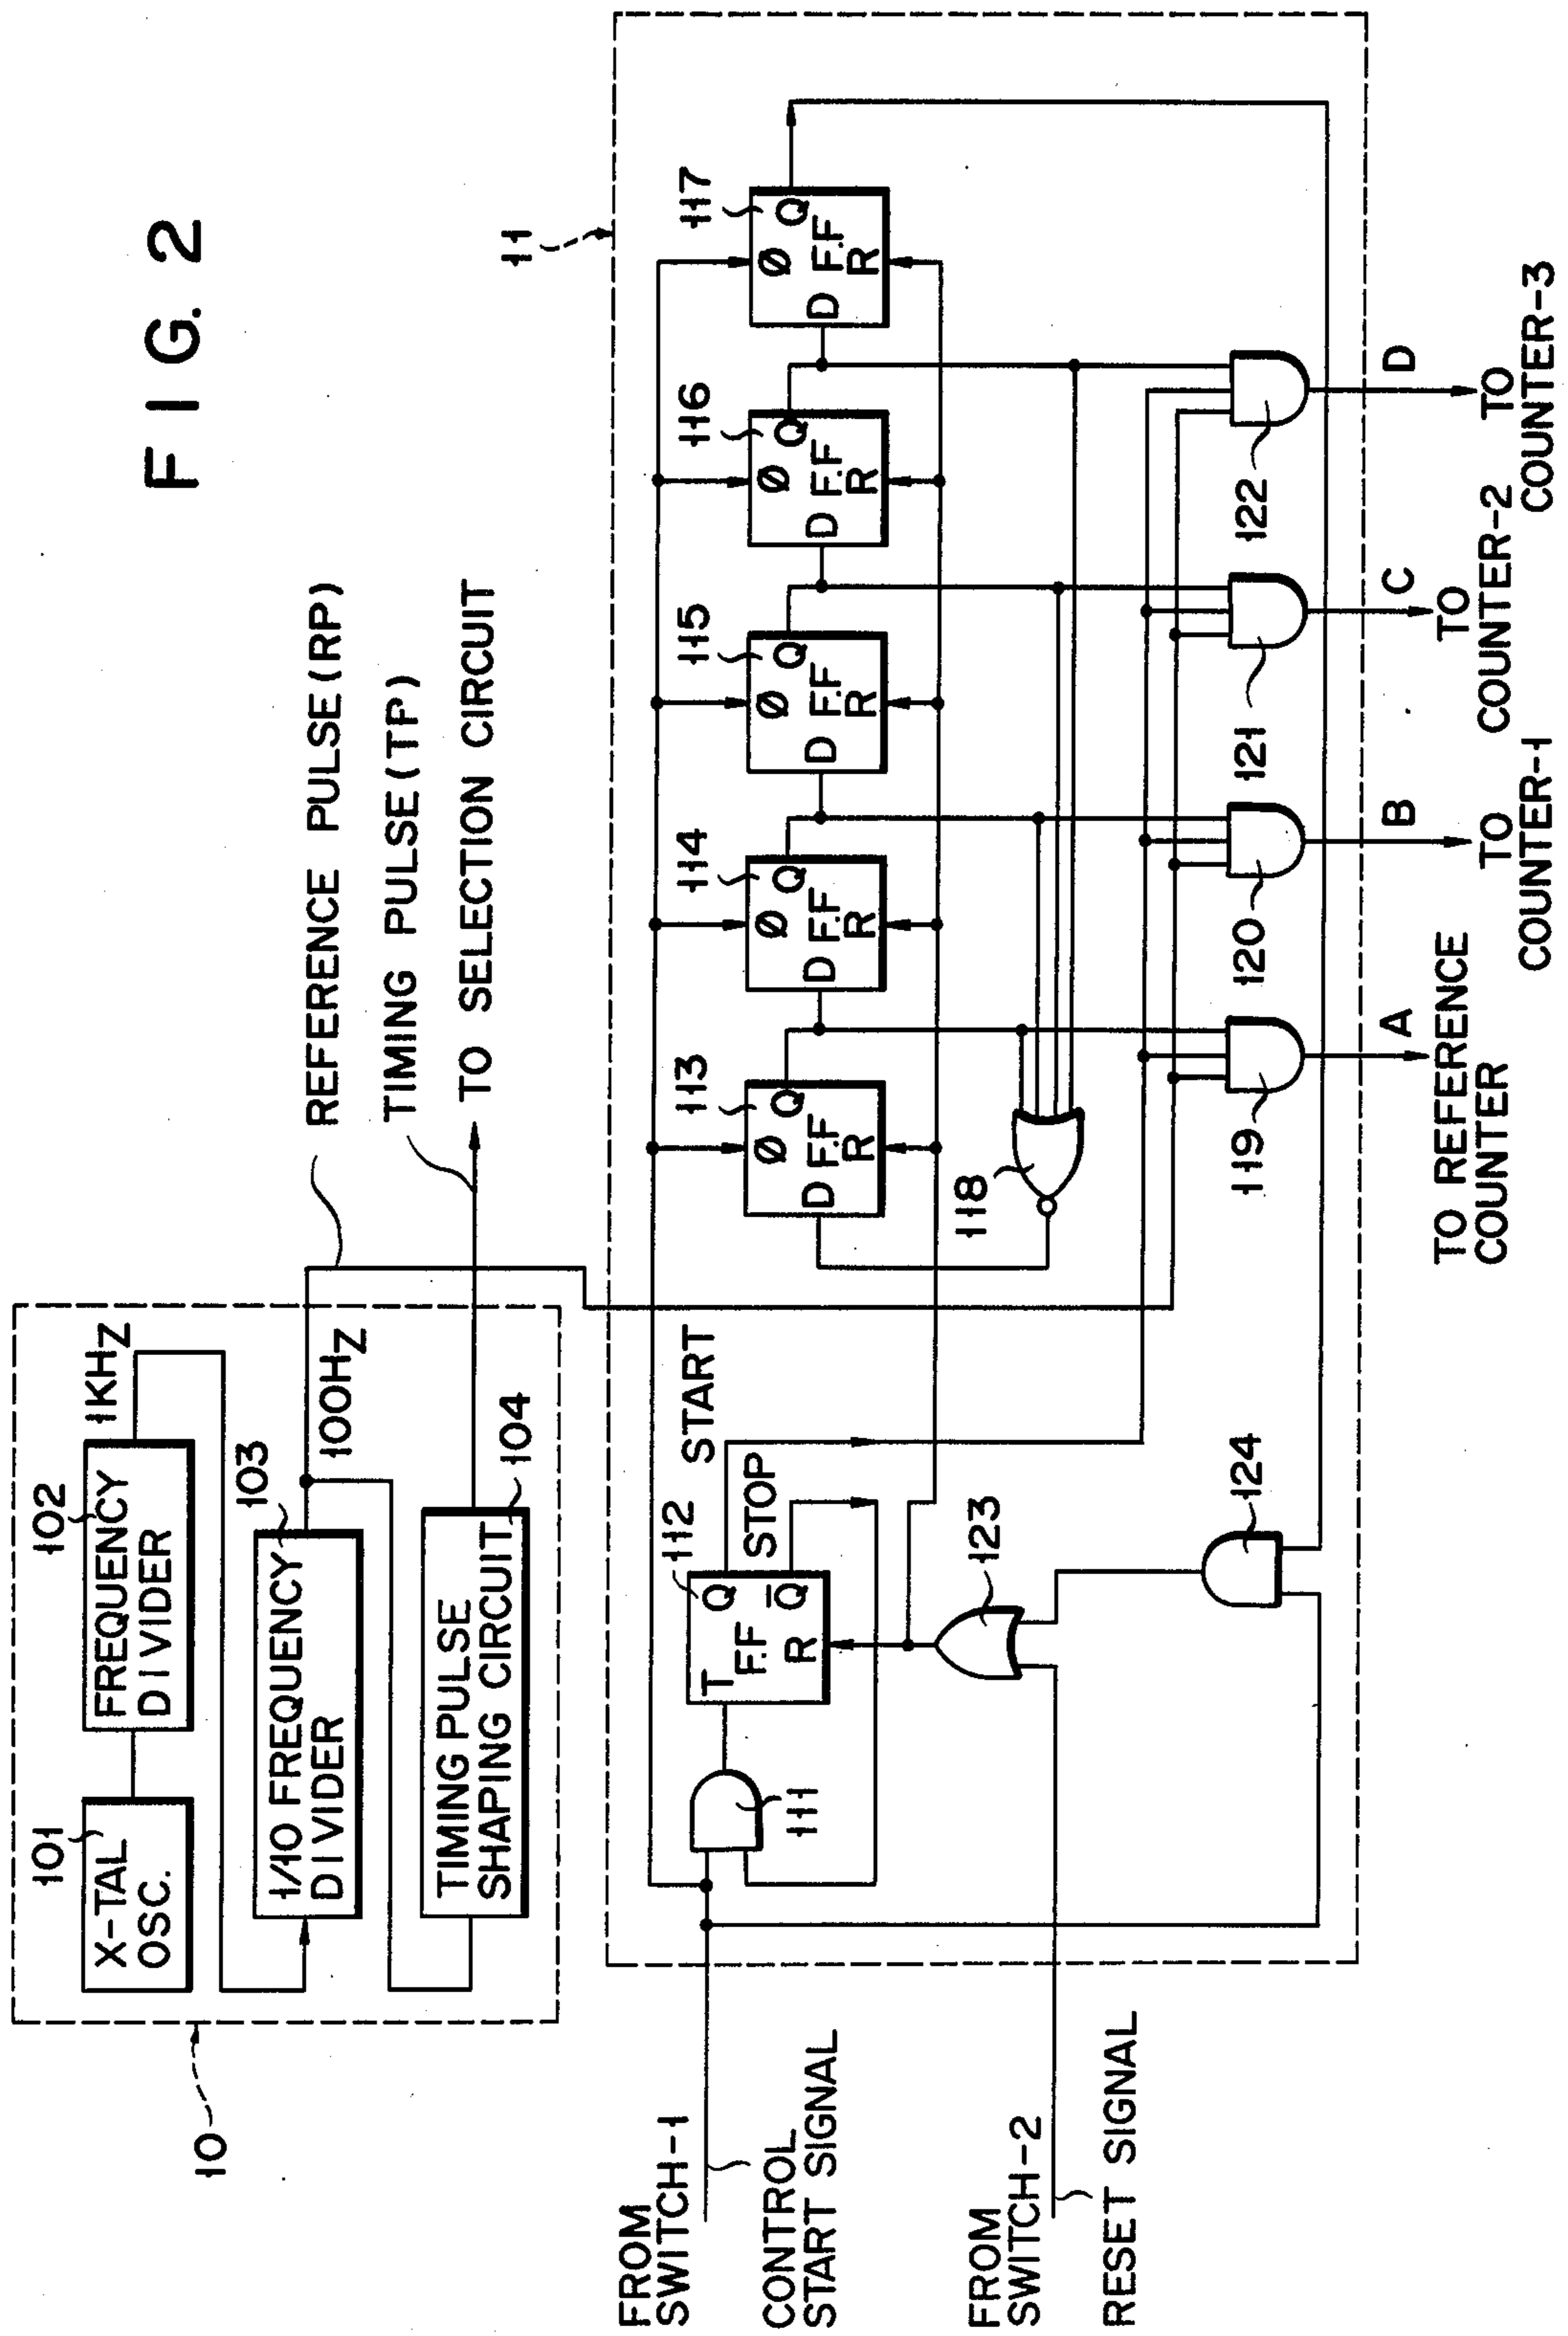 FIG. 2
10
101
X-TAL
OSC.
102
FREQUENCY
DIVIDER
1KHZ
103
1/10 FREQUENCY
DIVIDER
100HZ
104
TIMING PULSE
SHAPING CIRCUIT
REFERENCE PULSE(RP)
TIMING PULSE(TP)
TO SELECTION CIRCUIT
11
FROM
SWITCH-1
CONTROL
START SIGNAL
FROM
SWITCH-2
RESET SIGNAL
111
112
T
Q
F.F
Q̅
R
START
STOP
123
124
113
Ø
Q
D
F.F
R
114
Ø
Q
D
F.F
R
115
Ø
Q
D
F.F
R
116
Ø
Q
D
F.F
R
117
Ø
Q
D
F.F
R
118
119
120
121
122
A
TO REFERENCE
COUNTER
B
TO
COUNTER-1
C
TO
COUNTER-2
D
TO
COUNTER-3